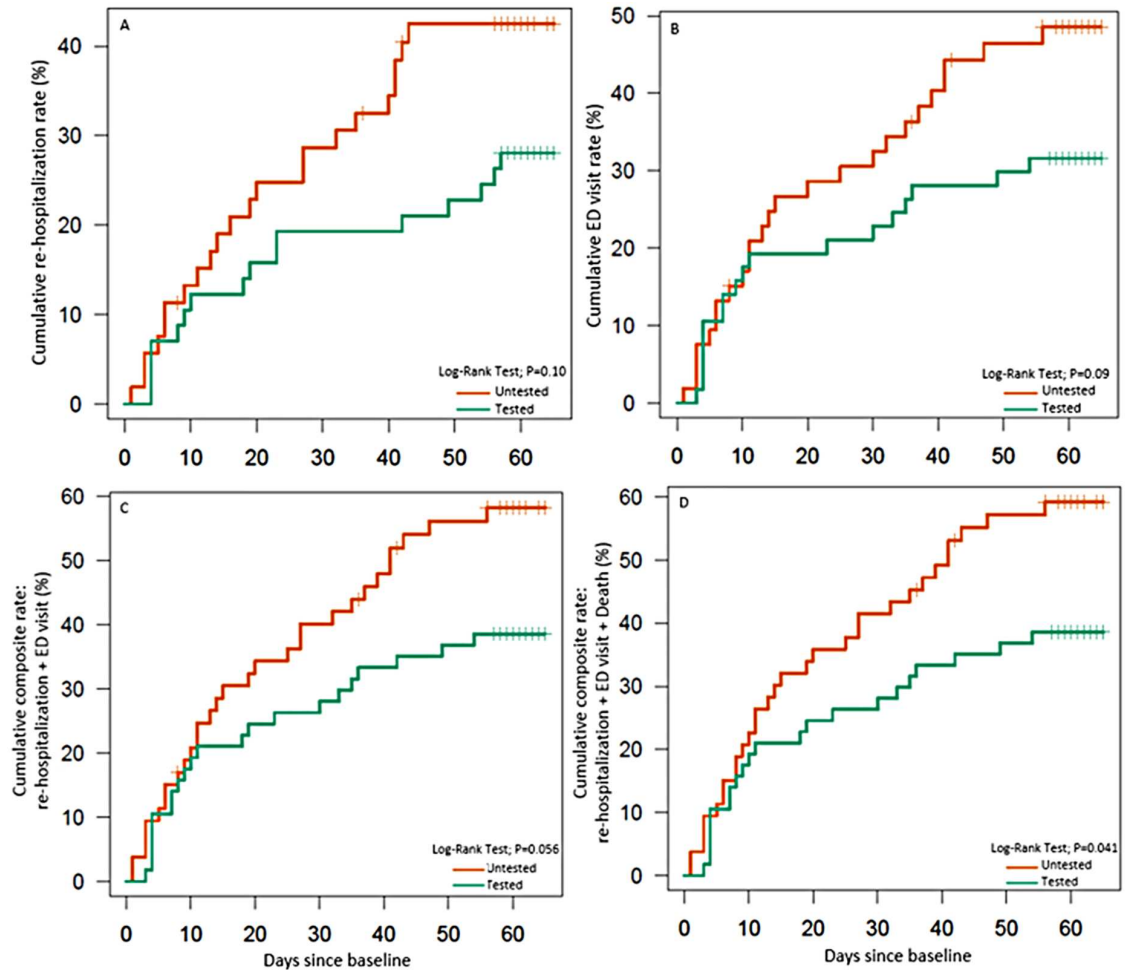 A
Cumulative re-hospitalization rate (%)
40
30
20
10
0
Log-Rank Test; P=0.10
Untested
Tested
0 10 20 30 40 50 60
B
Cumulative ED visit rate (%)
50
40
30
20
10
0
Log-Rank Test; P=0.09
Untested
Tested
0 10 20 30 40 50 60
C
Cumulative composite rate:
re-hospitalization + ED visit (%)
60
50
40
30
20
10
0
Log-Rank Test; P=0.056
Untested
Tested
0 10 20 30 40 50 60
Days since baseline
D
Cumulative composite rate:
re-hospitalization + ED visit + Death (%)
60
50
40
30
20
10
0
Log-Rank Test; P=0.041
Untested
Tested
0 10 20 30 40 50 60
Days since baseline